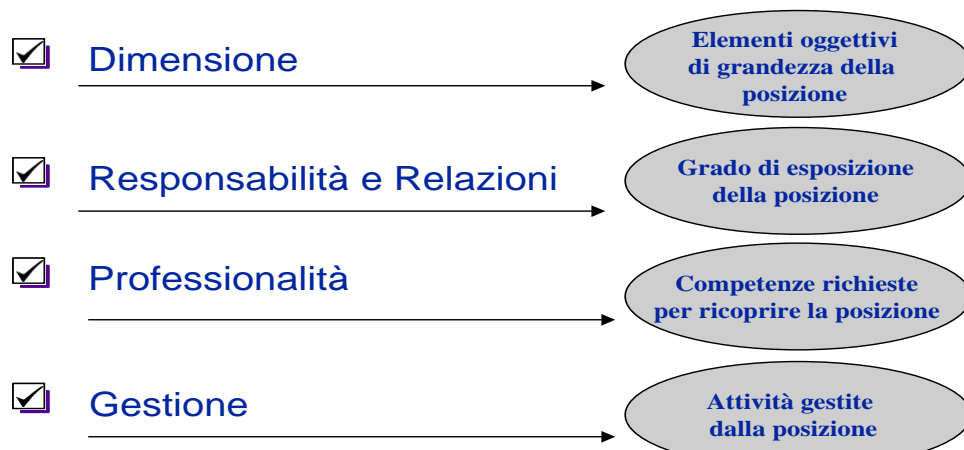 Dimensione
Elementi oggettivi
di grandezza della
posizione
Responsabilità e Relazioni
Grado di esposizione
della posizione
Professionalità
Competenze richieste
per ricoprire la posizione
Gestione
Attività gestite
dalla posizione